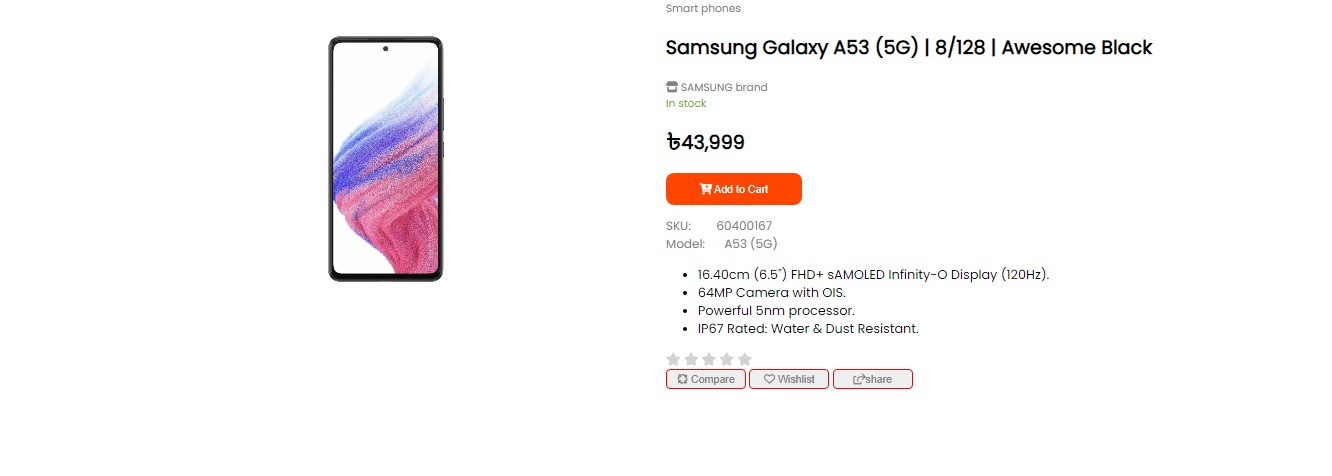 Smart phones
Samsung Galaxy A53 (5G) | 8/128 | Awesome Black
SAMSUNG brand
In stock
৳43,999
Add to Cart
SKU: 60400167
Model: A53 (5G)
16.40cm (6.5") FHD+ sAMOLED Infinity-O Display (120Hz).
64MP Camera with OIS.
Powerful 5nm processor.
IP67 Rated: Water & Dust Resistant.
Compare Wishlist share